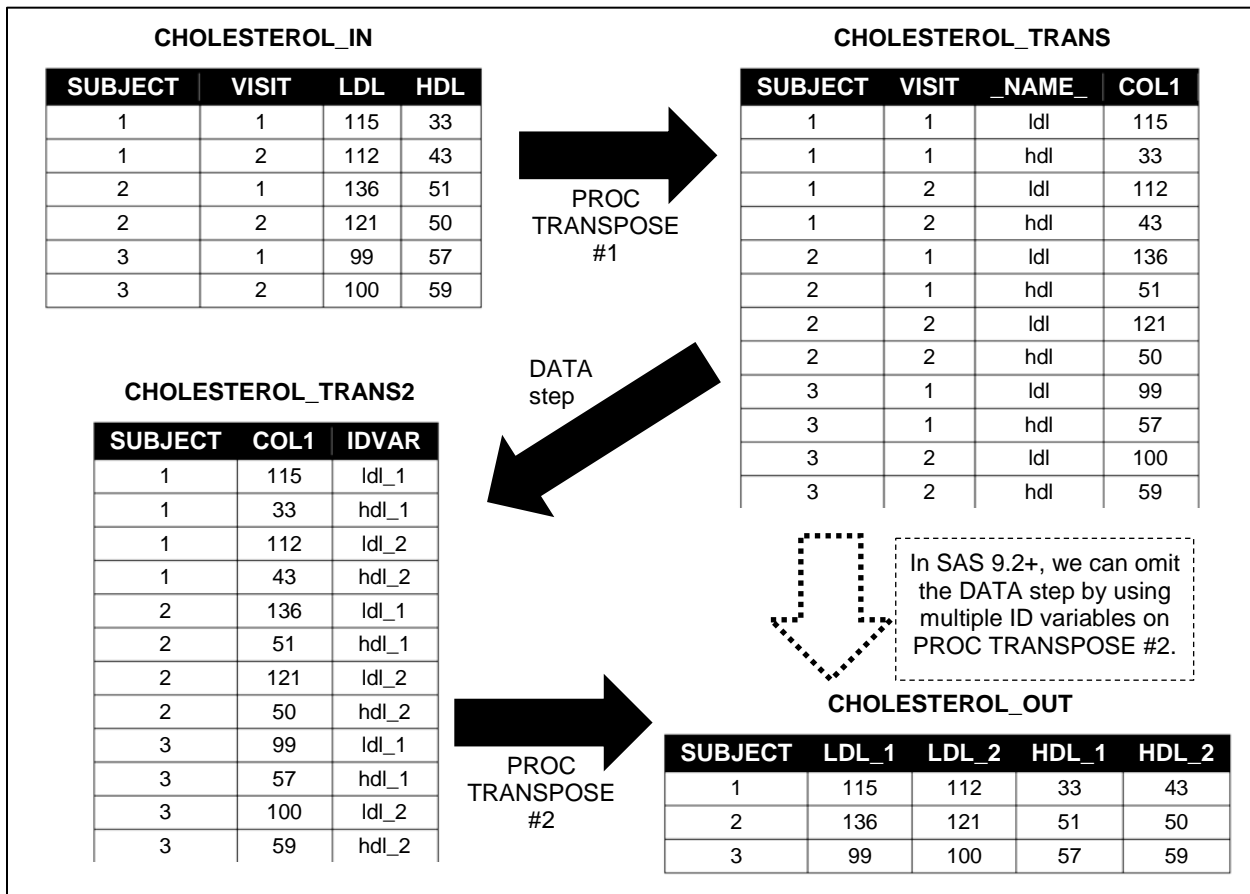 CHOLESTEROL_IN
SUBJECT VISIT LDL HDL
1 1 115 33
1 2 112 43
2 1 136 51
2 2 121 50
3 1 99 57
3 2 100 59
PROC
TRANSPOSE
#1
CHOLESTEROL_TRANS
SUBJECT VISIT _NAME_ COL1
1 1 ldl 115
1 1 hdl 33
1 2 ldl 112
1 2 hdl 43
2 1 ldl 136
2 1 hdl 51
2 2 ldl 121
2 2 hdl 50
3 1 ldl 99
3 1 hdl 57
3 2 ldl 100
3 2 hdl 59
DATA
step
CHOLESTEROL_TRANS2
SUBJECT COL1 IDVAR
1 115 ldl_1
1 33 hdl_1
1 112 ldl_2
1 43 hdl_2
2 136 ldl_1
2 51 hdl_1
2 121 ldl_2
2 50 hdl_2
3 99 ldl_1
3 57 hdl_1
3 100 ldl_2
3 59 hdl_2
In SAS 9.2+, we can omit
the DATA step by using
multiple ID variables on
PROC TRANSPOSE #2.
PROC
TRANSPOSE
#2
CHOLESTEROL_OUT
SUBJECT LDL_1 LDL_2 HDL_1 HDL_2
1 115 112 33 43
2 136 121 51 50
3 99 100 57 59